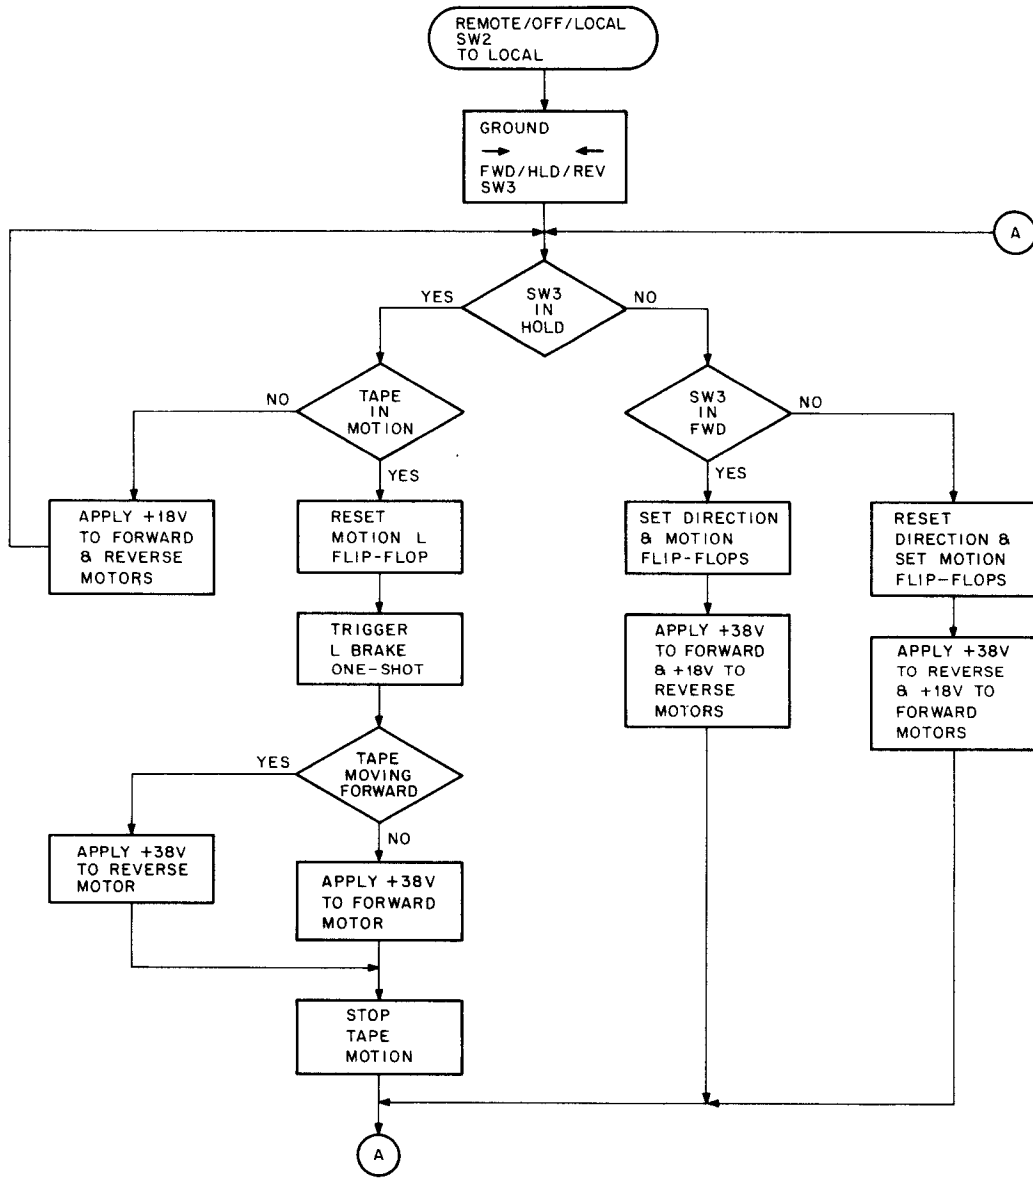 REMOTE/OFF/LOCAL
SW2
TO LOCAL
GROUND
FWD/HLD/REV
SW3
A
SW3
IN
HOLD
YES
NO
TAPE
IN
MOTION
NO
YES
SW3
IN
FWD
NO
YES
APPLY +18V
TO FORWARD
& REVERSE
MOTORS
RESET
MOTION L
FLIP-FLOP
SET DIRECTION
& MOTION
FLIP-FLOPS
RESET
DIRECTION &
SET MOTION
FLIP-FLOPS
TRIGGER
L BRAKE
ONE-SHOT
APPLY +38V
TO FORWARD
& +18V TO
REVERSE
MOTORS
APPLY +38V
TO REVERSE
& +18V TO
FORWARD
MOTORS
TAPE
MOVING
FORWARD
YES
NO
APPLY +38V
TO REVERSE
MOTOR
APPLY +38V
TO FORWARD
MOTOR
STOP
TAPE
MOTION
A